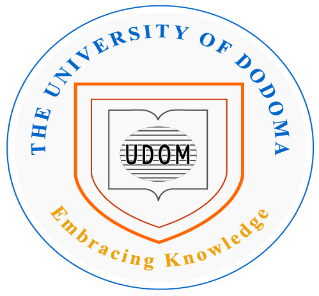 THE UNIVERSITY OF DODOMA
UDOM
Embracing Knowledge